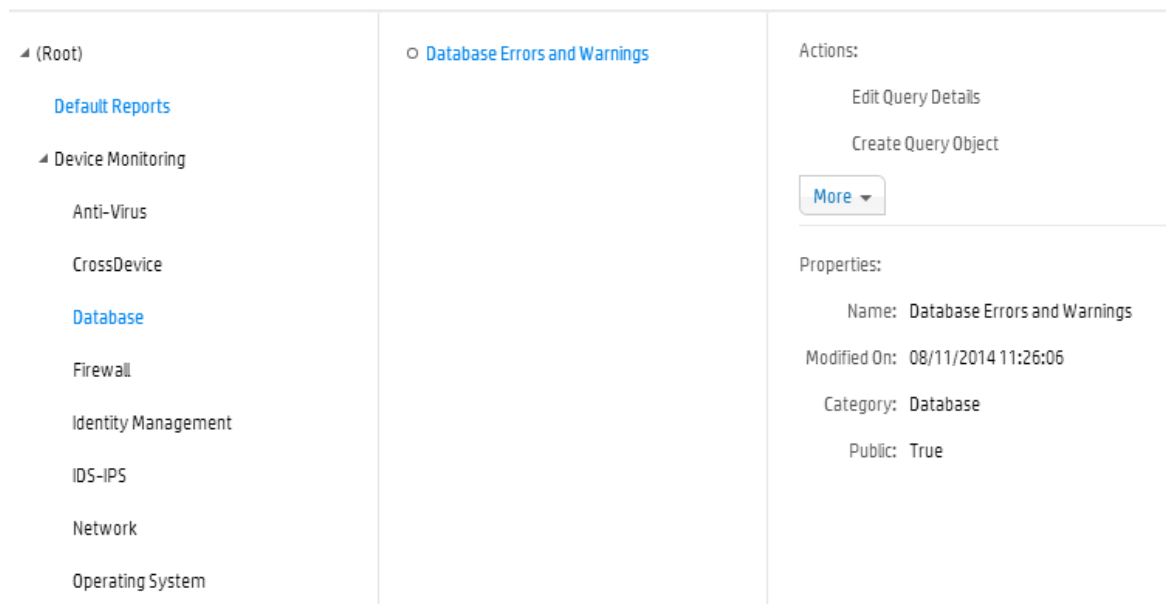 (Root)
Default Reports
Device Monitoring
Anti-Virus
CrossDevice
Database
Firewall
Identity Management
IDS-IPS
Network
Operating System
Database Errors and Warnings
Actions:
Edit Query Details
Create Query Object
More
Properties:
Name: Database Errors and Warnings
Modified On: 08/11/2014 11:26:06
Category: Database
Public: True